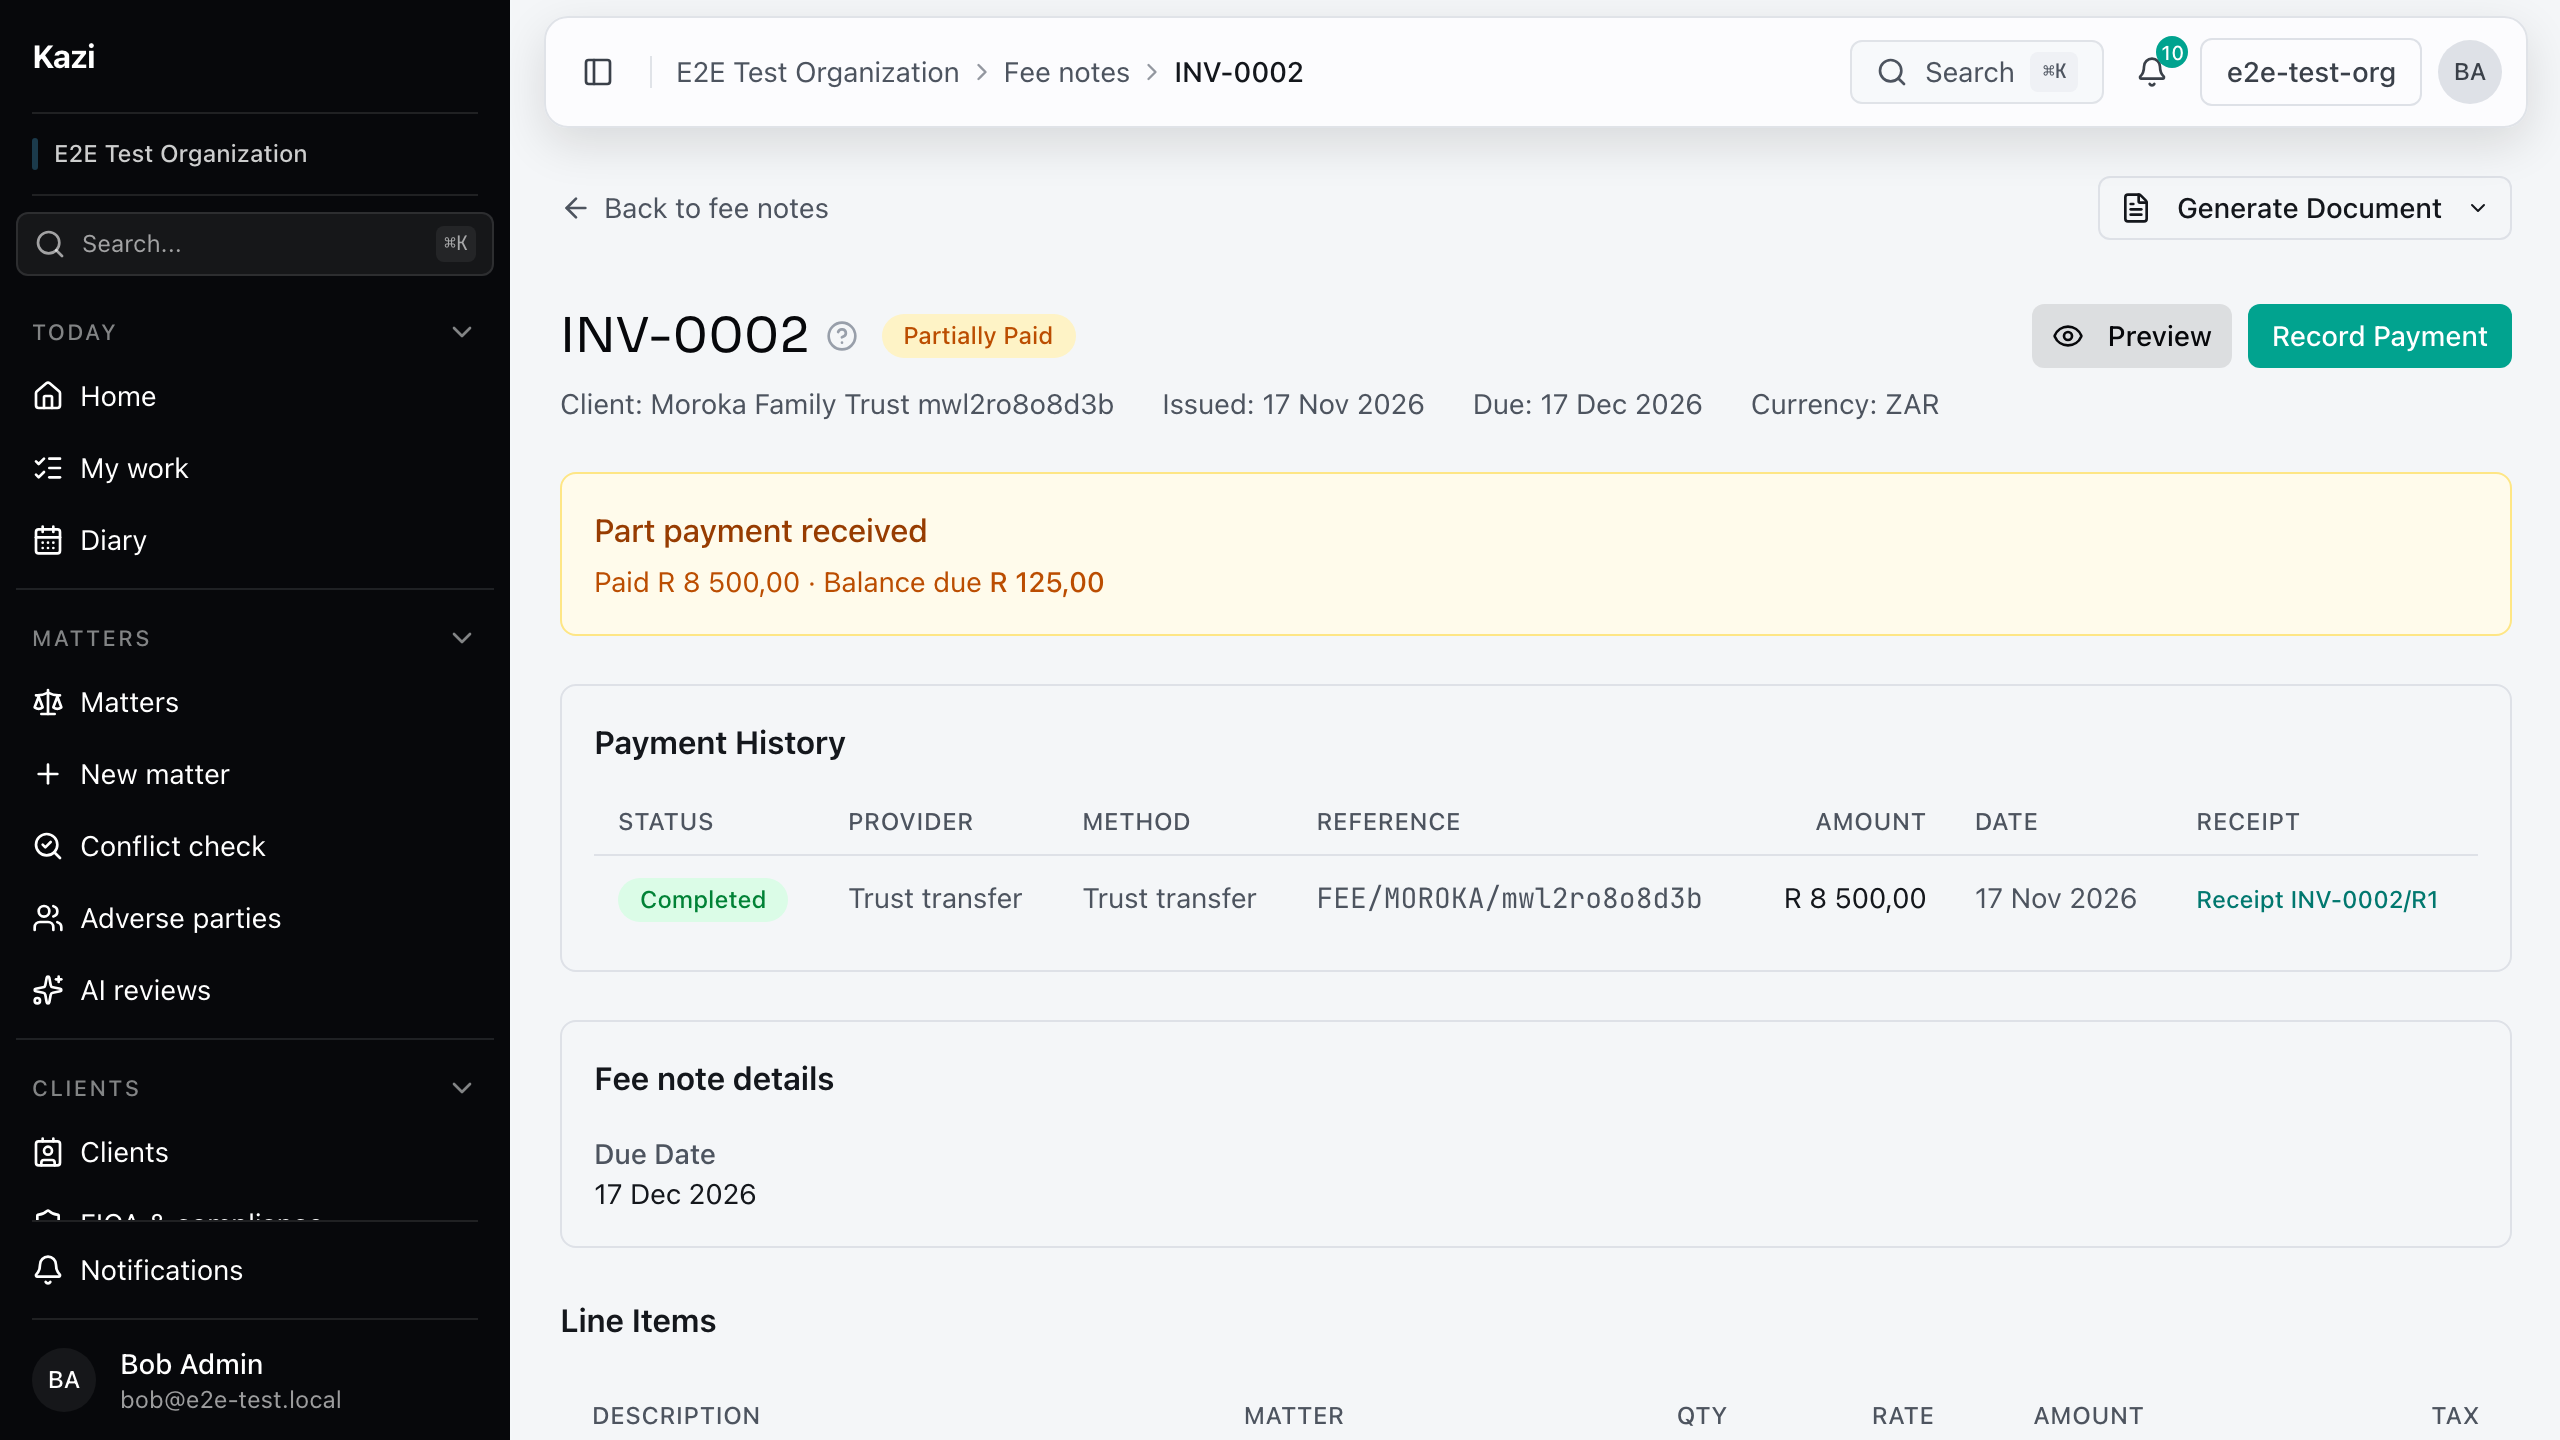 Kazi
E2E Test Organization
Search...
⌘K
TODAY
Home
My work
Diary
MATTERS
Matters
New matter
Conflict check
Adverse parties
AI reviews
CLIENTS
Clients
FICA & compliance
Notifications
BA
Bob Admin
bob@e2e-test.local
E2E Test Organization > Fee notes > INV-0002
Search ⌘K
10
e2e-test-org
BA
Back to fee notes
Generate Document
INV-0002
Partially Paid
Preview
Record Payment
Client: Moroka Family Trust mwl2ro8o8d3b Issued: 17 Nov 2026 Due: 17 Dec 2026 Currency: ZAR
Part payment received
Paid R 8 500,00 · Balance due R 125,00
Payment History
STATUS PROVIDER METHOD REFERENCE AMOUNT DATE RECEIPT
Completed Trust transfer Trust transfer FEE/MOROKA/mwl2ro8o8d3b R 8 500,00 17 Nov 2026 Receipt INV-0002/R1
Fee note details
Due Date
17 Dec 2026
Line Items
DESCRIPTION MATTER QTY RATE AMOUNT TAX